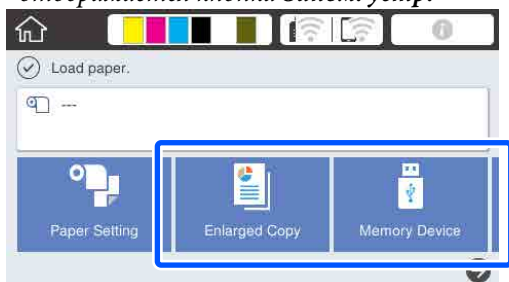 Load paper.
---
Paper Setting
Enlarged Copy
Memory Device